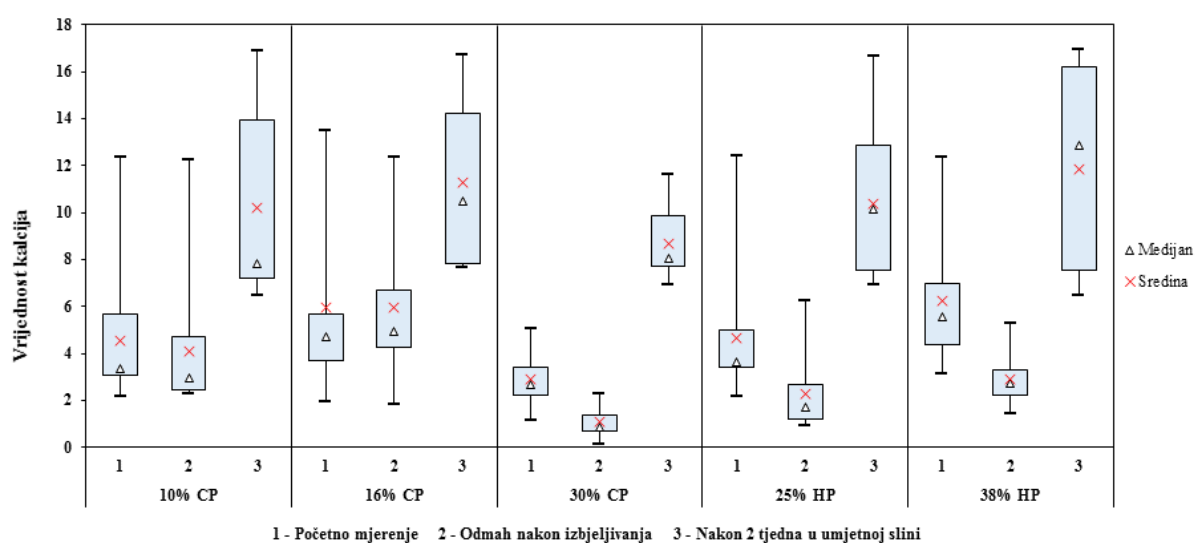 18
16
14
12
10
8
6
4
2
0
Vrijednost kalcija
1 2 3 1 2 3 1 2 3 1 2 3 1 2 3
10% CP 16% CP 30% CP 25% HP 38% HP
Medijan
Sredina
1 - Početno mjerenje 2 - Odmah nakon izbjeljivanja 3 - Nakon 2 tjedna u umjetnoj slini